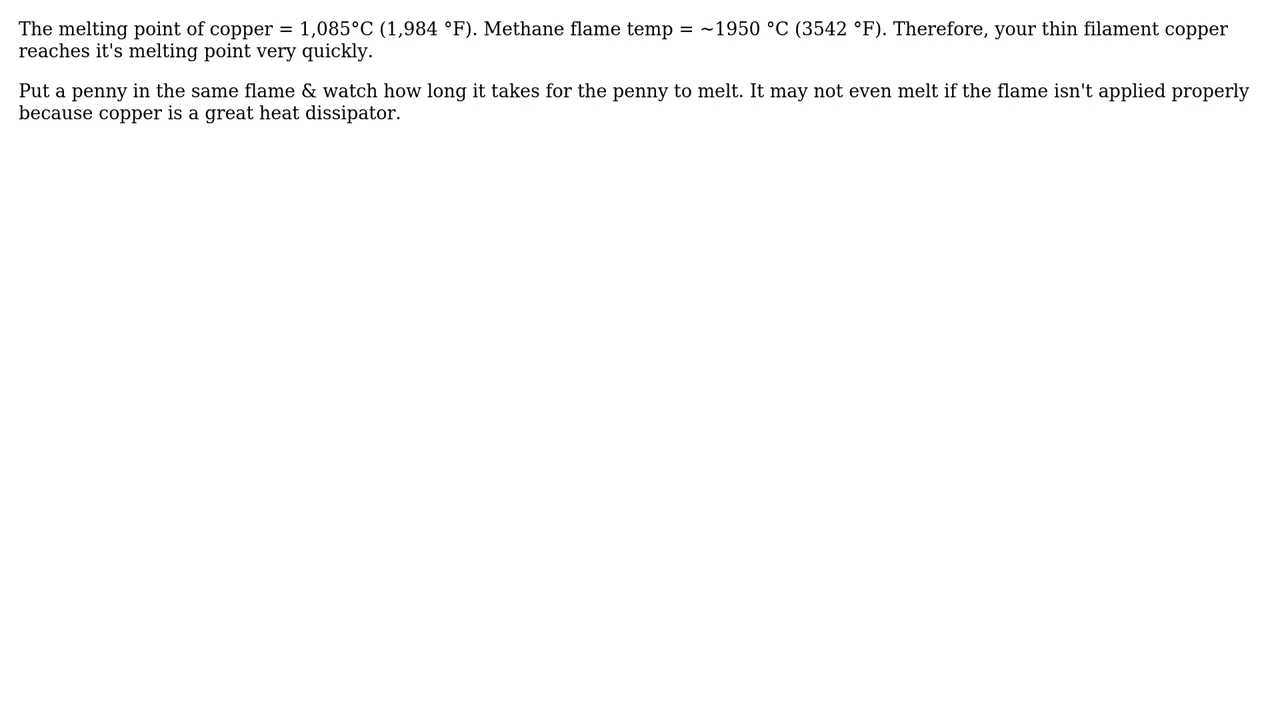 The melting point of copper = 1,085°C (1,984 °F). Methane flame temp = ~1950 °C (3542 °F). Therefore, your thin filament copper
reaches it's melting point very quickly.
Put a penny in the same flame & watch how long it takes for the penny to melt. It may not even melt if the flame isn't applied properly
because copper is a great heat dissipator.